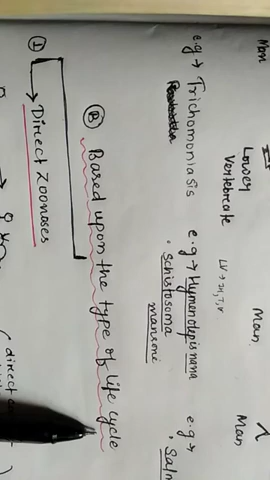 Man
Lower
Vertebrate
Man.
Man
e.g → Trichomoniasis
e.g → Hymenolepis nana
• Schistosoma
mansoni
e.g →
Ⓑ Based upon the type of life cycle
Ⓘ
→ Direct Zoonoses